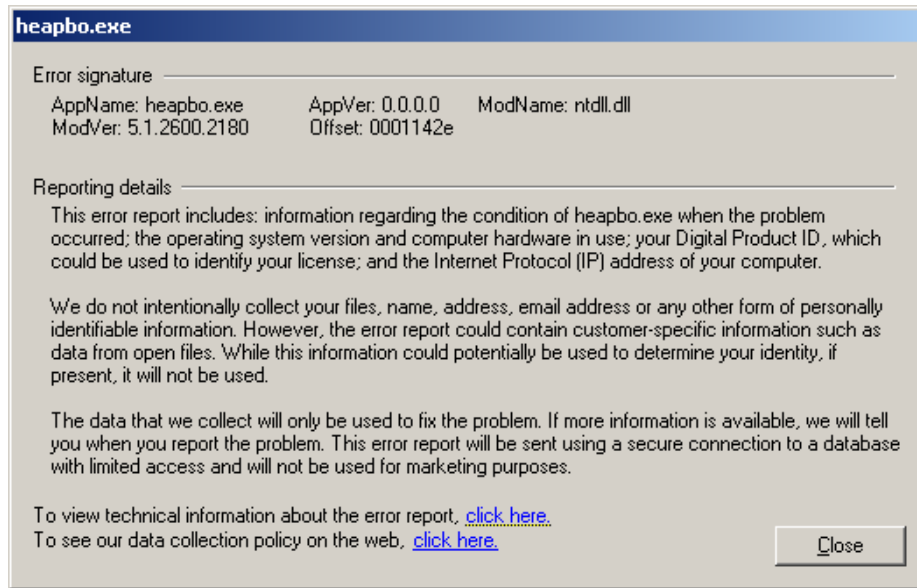 heapbo.exe
Error signature
AppName: heapbo.exe AppVer: 0.0.0.0 ModName: ntdll.dll
ModVer: 5.1.2600.2180 Offset: 0001142e
Reporting details
This error report includes: information regarding the condition of heapbo.exe when the problem
occurred; the operating system version and computer hardware in use; your Digital Product ID, which
could be used to identify your license; and the Internet Protocol (IP) address of your computer.
We do not intentionally collect your files, name, address, email address or any other form of personally
identifiable information. However, the error report could contain customer-specific information such as
data from open files. While this information could potentially be used to determine your identity, if
present, it will not be used.
The data that we collect will only be used to fix the problem. If more information is available, we will tell
you when you report the problem. This error report will be sent using a secure connection to a database
with limited access and will not be used for marketing purposes.
To view technical information about the error report, click here.
To see our data collection policy on the web, click here.
Close